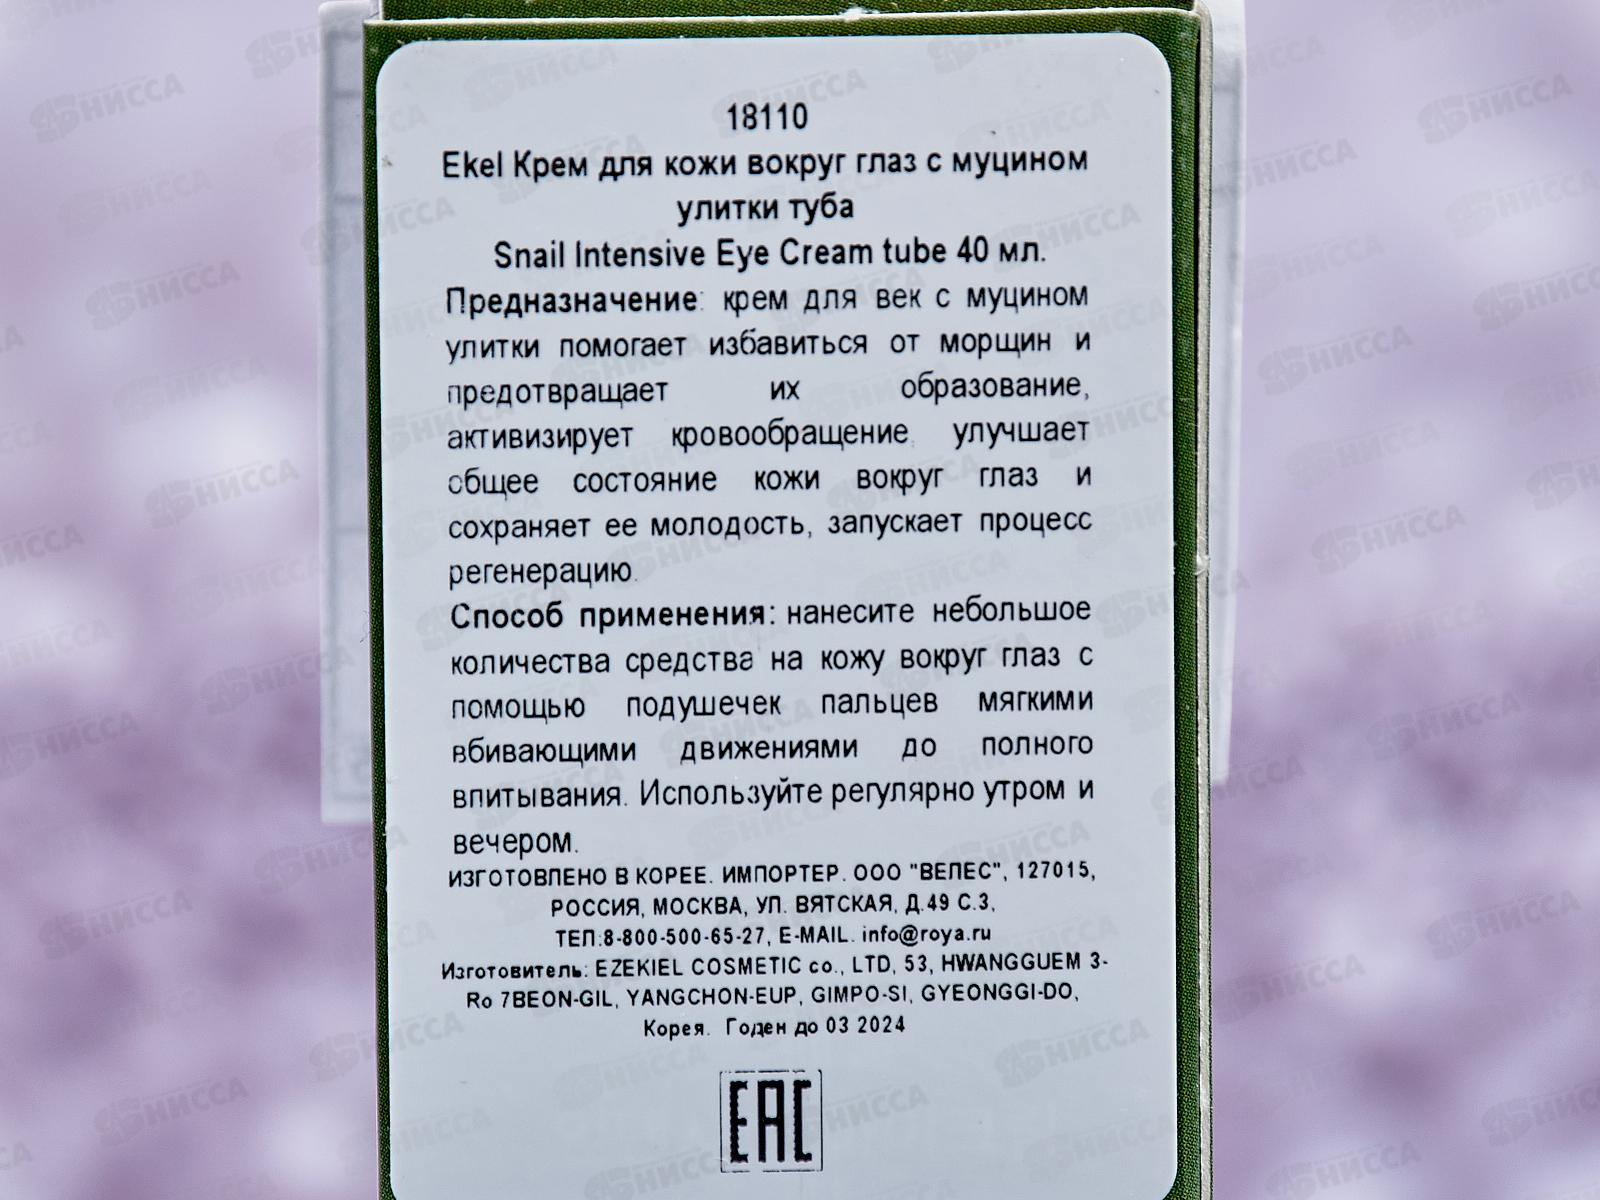 18110
Ekel Крем для кожи вокруг глаз с муцином
улитки туба
Snail Intensive Eye Cream tube 40 мл.
Предназначение: крем для век с муцином
улитки помогает избавиться от морщин и
предотвращает их образование,
активизирует кровообращение, улучшает
общее состояние кожи вокруг глаз и
сохраняет ее молодость, запускает процесс
регенерацию.
Способ применения: нанесите небольшое
количества средства на кожу вокруг глаз с
помощью подушечек пальцев мягкими
вбивающими движениями до полного
впитывания. Используйте регулярно утром и
вечером.
ИЗГОТОВЛЕНО В КОРЕЕ. ИМПОРТЕР. ООО "ВЕЛЕС", 127015,
РОССИЯ, МОСКВА, УЛ. ВЯТСКАЯ, Д.49 С.3,
ТЕЛ:8-800-500-65-27, E-MAIL. info@roya.ru
Изготовитель: EZEKIEL COSMETIC co., LTD, 53, HWANGGUEM 3-
Ro 7BEON-GIL, YANGCHON-EUP, GIMPO-SI, GYEONGGI-DO,
Корея. Годен до 03 2024
EAC